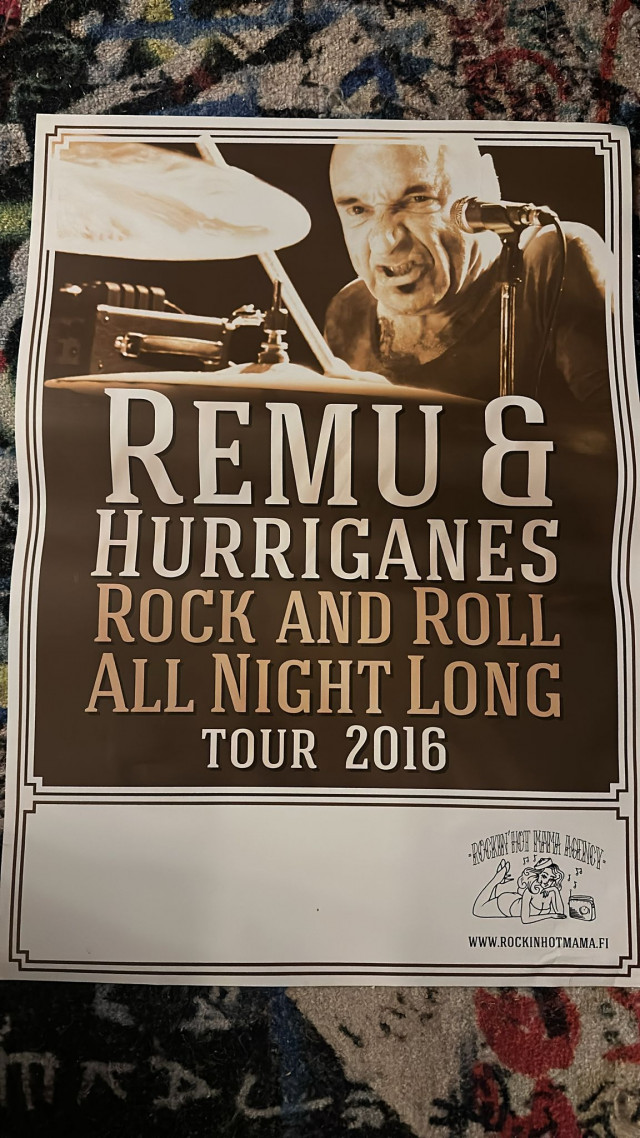 REMU &
HURRIGANES
ROCK AND ROLL
ALL NIGHT LONG
TOUR 2016
·ROCKIN' HOT MAMA AGENCY·
WWW.ROCKINHOTMAMA.FI